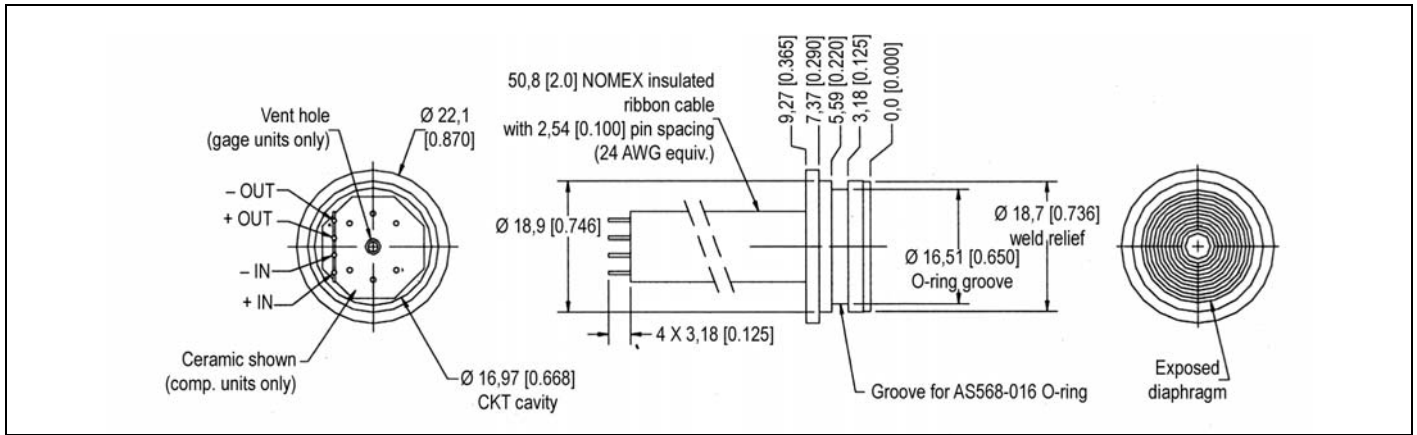 Vent hole
(gage units only)
Ø 22,1
[0.870]
– OUT
+ OUT
– IN
+ IN
Ceramic shown
(comp. units only)
Ø 16,97 [0.668]
CKT cavity
50,8 [2.0] NOMEX insulated
ribbon cable
with 2,54 [0.100] pin spacing
(24 AWG equiv.)
9,27 [0.365]
7,37 [0.290]
5,59 [0.220]
3,18 [0.125]
0,0 [0.000]
Ø 18,9 [0.746]
4 X 3,18 [0.125]
Ø 18,7 [0.736]
weld relief
Ø 16,51 [0.650]
O-ring groove
Groove for AS568-016 O-ring
Exposed
diaphragm